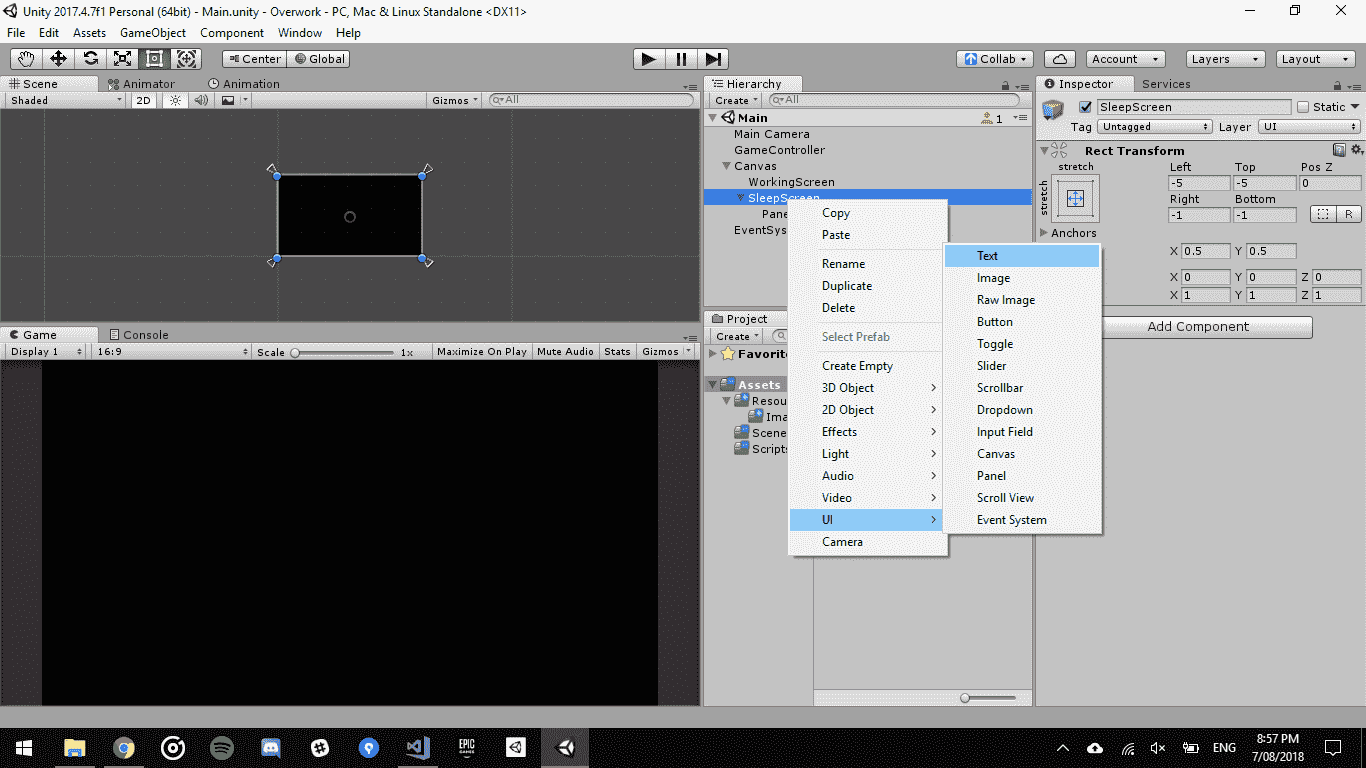 Unity 2017.4.7f1 Personal (64bit) - Main.unity - Overwork - PC, Mac & Linux Standalone <DX11>
File Edit Assets GameObject Component Window Help
Center Global Collab Account Layers Layout
Scene Animator Animation
Shaded 2D Gizmos All
Hierarchy
Create All
Main 1
Main Camera
GameController
Canvas
WorkingScreen
SleepScreen
Pane
EventSys
Copy
Paste
Rename
Duplicate
Delete
Select Prefab
Create Empty
3D Object
2D Object
Effects
Light
Audio
Video
UI
Camera
Text
Image
Raw Image
Button
Toggle
Slider
Scrollbar
Dropdown
Input Field
Canvas
Panel
Scroll View
Event System
Inspector Services
SleepScreen Static
Tag Untagged Layer UI
Rect Transform
stretch Left Top Pos Z
stretch -5 -5 0
Right Bottom
-1 -1 R
Anchors
X 0.5 Y 0.5
X 0 Y 0 Z 0
X 1 Y 1 Z 1
Add Component
Game Console
Display 1 16:9 Scale 1x Maximize On Play Mute Audio Stats Gizmos
Project
Create
Favorit
Assets
Resou
Ima
Scene
Scripts
EPIC
GAMES
ENG
8:57 PM
7/08/2018